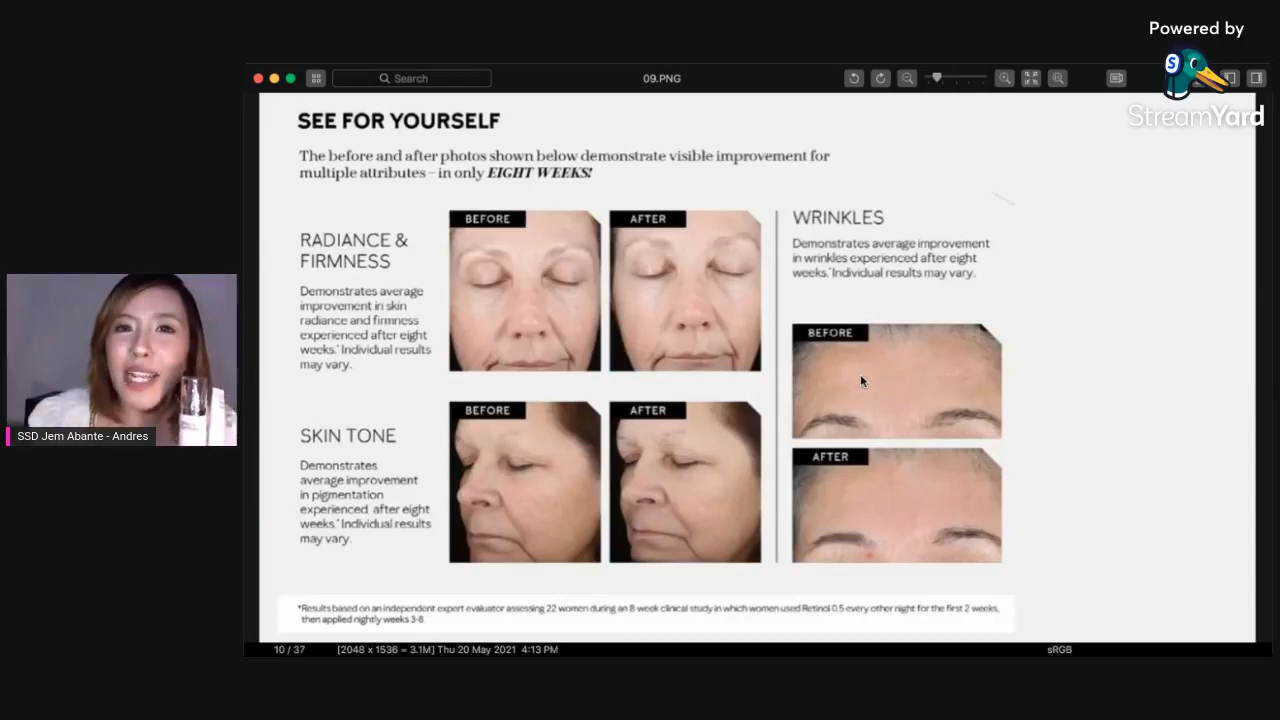 Powered by
StreamYard
S
Search
09.PNG
SEE FOR YOURSELF
The before and after photos shown below demonstrate visible improvement for
multiple attributes – in only EIGHT WEEKS!
RADIANCE &
FIRMNESS
Demonstrates average
improvement in skin
radiance and firmness
experienced after eight
weeks.* Individual results
may vary.
BEFORE
AFTER
SKIN TONE
Demonstrates
average improvement
in pigmentation
experienced after eight
weeks.* Individual results
may vary.
BEFORE
AFTER
WRINKLES
Demonstrates average improvement
in wrinkles experienced after eight
weeks.* Individual results may vary.
BEFORE
AFTER
*Results based on an independent expert evaluator assessing 22 women during an 8-week clinical study in which women used Retinol 0.5 every other night for the first 2 weeks,
then applied nightly weeks 3-8
SSD Jem Abante - Andres
10 / 37
[2048 x 1536 = 3.1M] Thu 20 May 2021 4:13 PM
sRGB